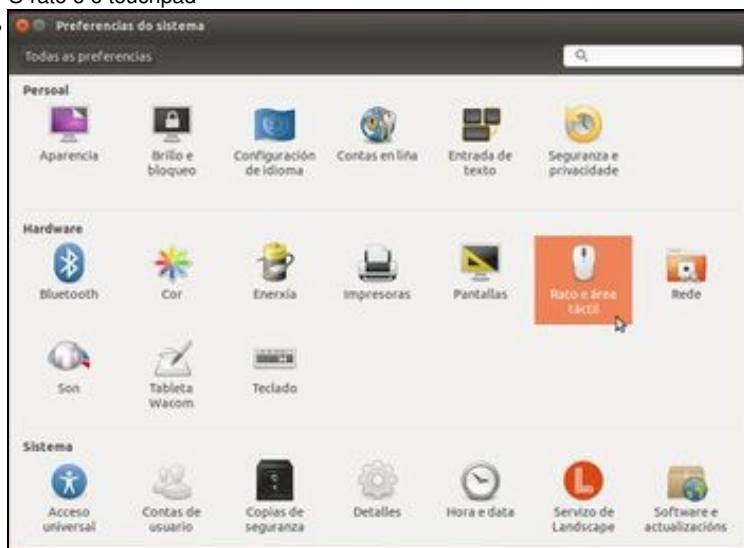 O rato e o touchpad
Preferencias do sistema
Todas as preferencias
Persoal
Aparencia
Brillo e
bloqueo
Configuración
de idioma
Contas en liña
Entrada de
texto
Seguranza e
privacidade
Hardware
Bluetooth
Cor
Enerxía
Impresoras
Pantallas
Rato e área
táctil
Rede
Son
Tableta
Wacom
Teclado
Sistema
Acceso
universal
Contas de
usuario
Copias de
seguranza
Detalles
Hora e data
Servizo de
Landscape
Software e
actualizacións